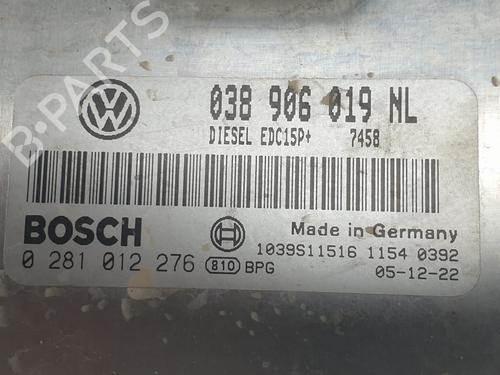 B-PARTS
038 906 019 NL
DIESEL EDC15P+ 7458
BOSCH
Made in Germany
1039S11516 1154 0392
0 281 012 276 810 BPG
05-12-22